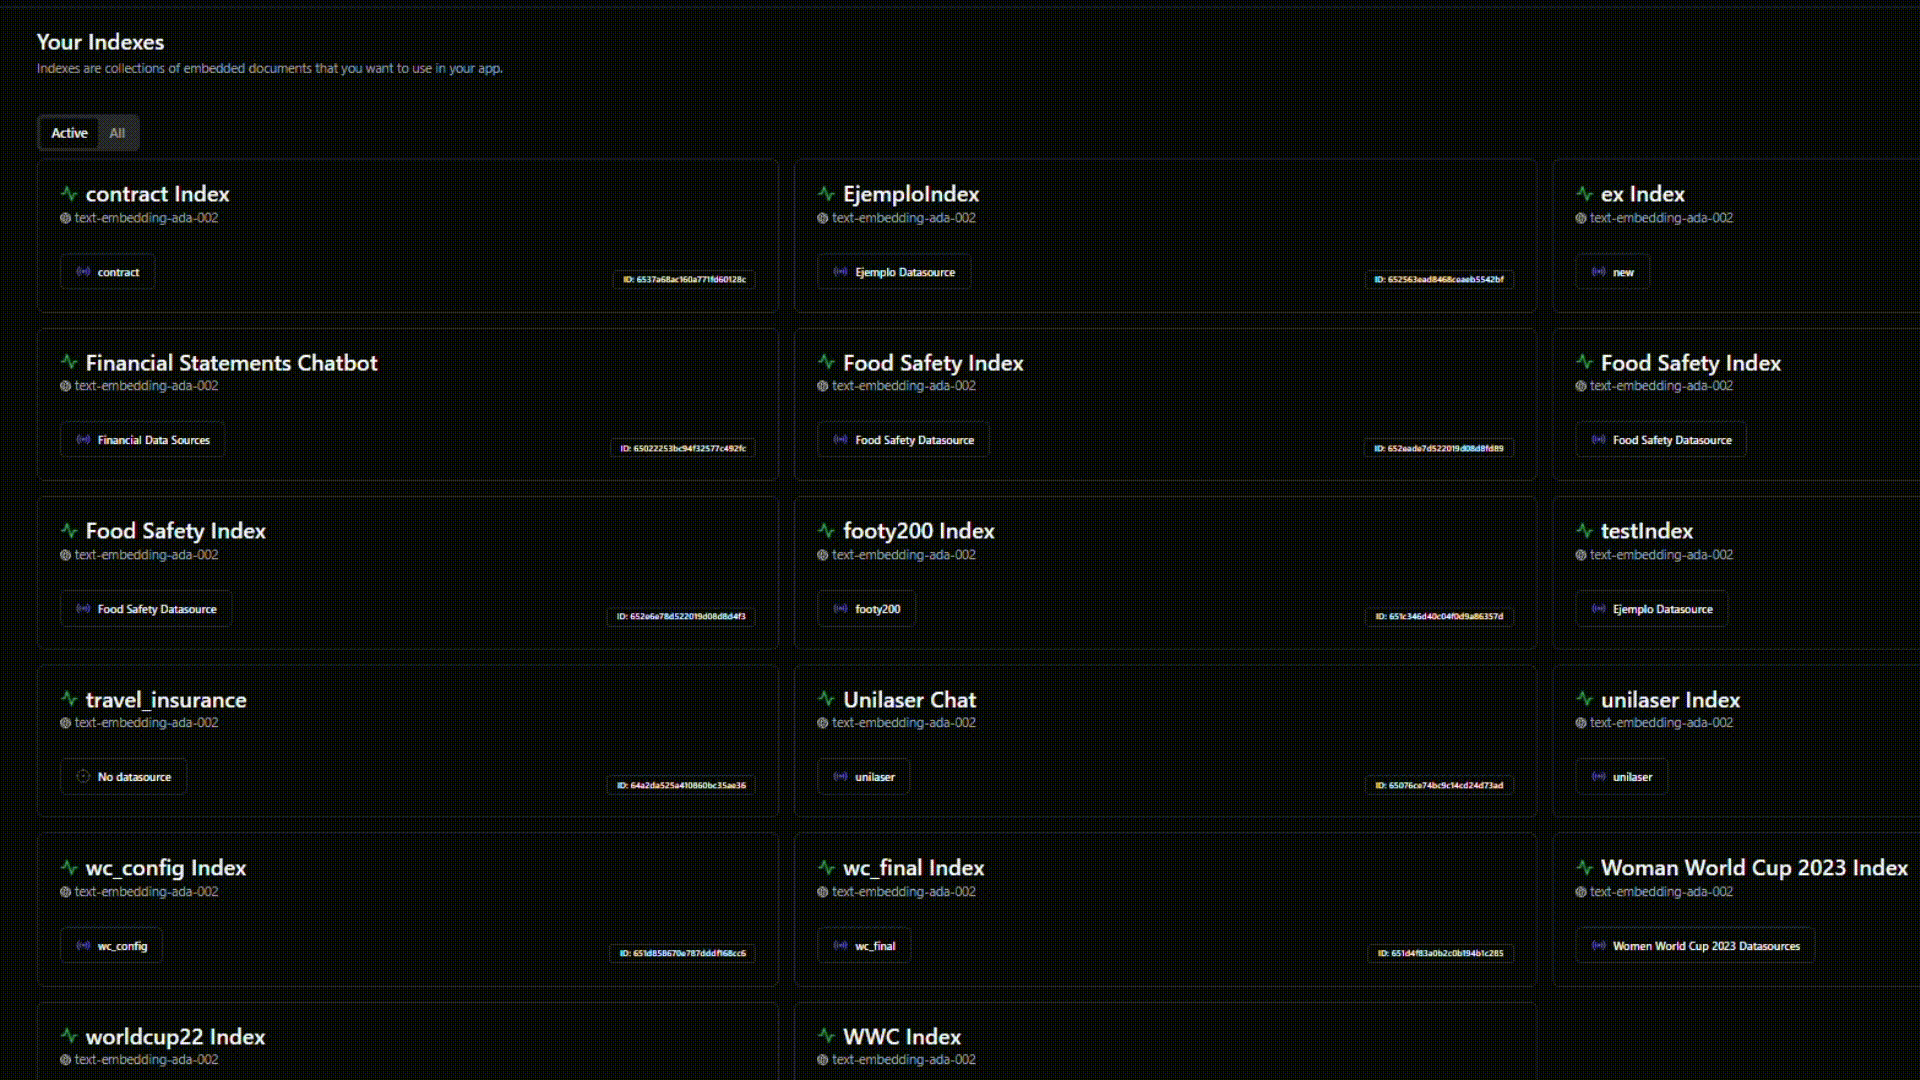 Your Indexes
Indexes are collections of embedded documents that you want to use in your app.
Active All
contract Index
text-embedding-ada-002
contract
ID: 6537a68ac160a771fd60128c
EjemploIndex
text-embedding-ada-002
Ejemplo Datasource
ID: 652563ead8468ceaeb5542bf
ex Index
text-embedding-ada-002
new
Financial Statements Chatbot
text-embedding-ada-002
Financial Data Sources
ID: 65022253bc94f32577c492fc
Food Safety Index
text-embedding-ada-002
Food Safety Datasource
ID: 652eade7d522019d08d8fd89
Food Safety Index
text-embedding-ada-002
Food Safety Datasource
Food Safety Index
text-embedding-ada-002
Food Safety Datasource
ID: 652e6e78d522019d08d8d4f3
footy200 Index
text-embedding-ada-002
footy200
ID: 651c346d40c04f0d9a86357d
testIndex
text-embedding-ada-002
Ejemplo Datasource
travel_insurance
text-embedding-ada-002
No datasource
ID: 64a2da525a410860bc35ae36
Unilaser Chat
text-embedding-ada-002
unilaser
ID: 65076ce74bc9c14cd24d73ad
unilaser Index
text-embedding-ada-002
unilaser
wc_config Index
text-embedding-ada-002
wc_config
ID: 651d858670e787dddf168cc6
wc_final Index
text-embedding-ada-002
wc_final
ID: 651d4f83a0b2c0b194b1c285
Woman World Cup 2023 Index
text-embedding-ada-002
Women World Cup 2023 Datasources
worldcup22 Index
text-embedding-ada-002
WWC Index
text-embedding-ada-002